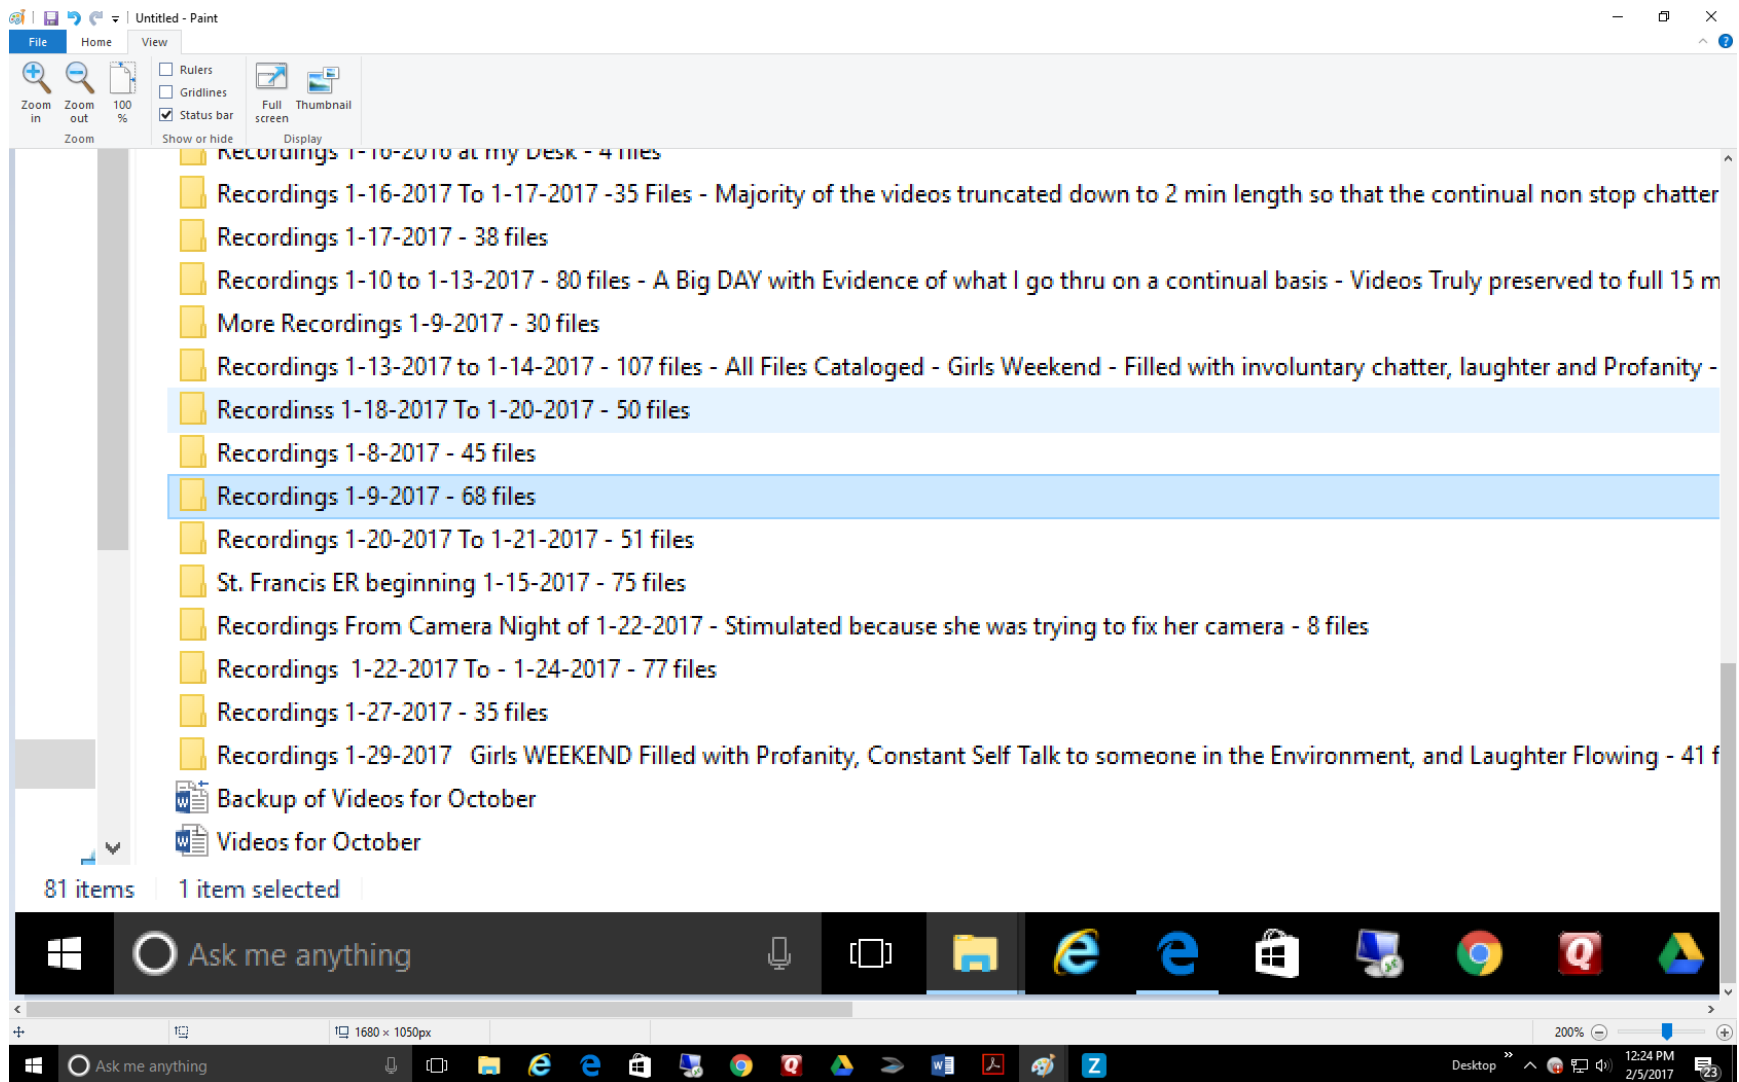 Untitled - Paint
File Home View
Zoom in
Zoom out
100 %
Rulers
Gridlines
Status bar
Full screen
Thumbnail
Zoom
Show or hide
Display
Recordings 1-16-2016 at my Desk - 4 files
Recordings 1-16-2017 To 1-17-2017 -35 Files - Majority of the videos truncated down to 2 min length so that the continual non stop chatter
Recordings 1-17-2017 - 38 files
Recordings 1-10 to 1-13-2017 - 80 files - A Big DAY with Evidence of what I go thru on a continual basis - Videos Truly preserved to full 15 m
More Recordings 1-9-2017 - 30 files
Recordings 1-13-2017 to 1-14-2017 - 107 files - All Files Cataloged - Girls Weekend - Filled with involuntary chatter, laughter and Profanity -
Recordinss 1-18-2017 To 1-20-2017 - 50 files
Recordings 1-8-2017 - 45 files
Recordings 1-9-2017 - 68 files
Recordings 1-20-2017 To 1-21-2017 - 51 files
St. Francis ER beginning 1-15-2017 - 75 files
Recordings From Camera Night of 1-22-2017 - Stimulated because she was trying to fix her camera - 8 files
Recordings  1-22-2017 To - 1-24-2017 - 77 files
Recordings 1-27-2017 - 35 files
Recordings 1-29-2017   Girls WEEKEND Filled with Profanity, Constant Self Talk to someone in the Environment, and Laughter Flowing - 41 f
Backup of Videos for October
Videos for October
81 items 1 item selected
Ask me anything
1680 × 1050px
200%
Ask me anything
Desktop
12:24 PM
2/5/2017
23